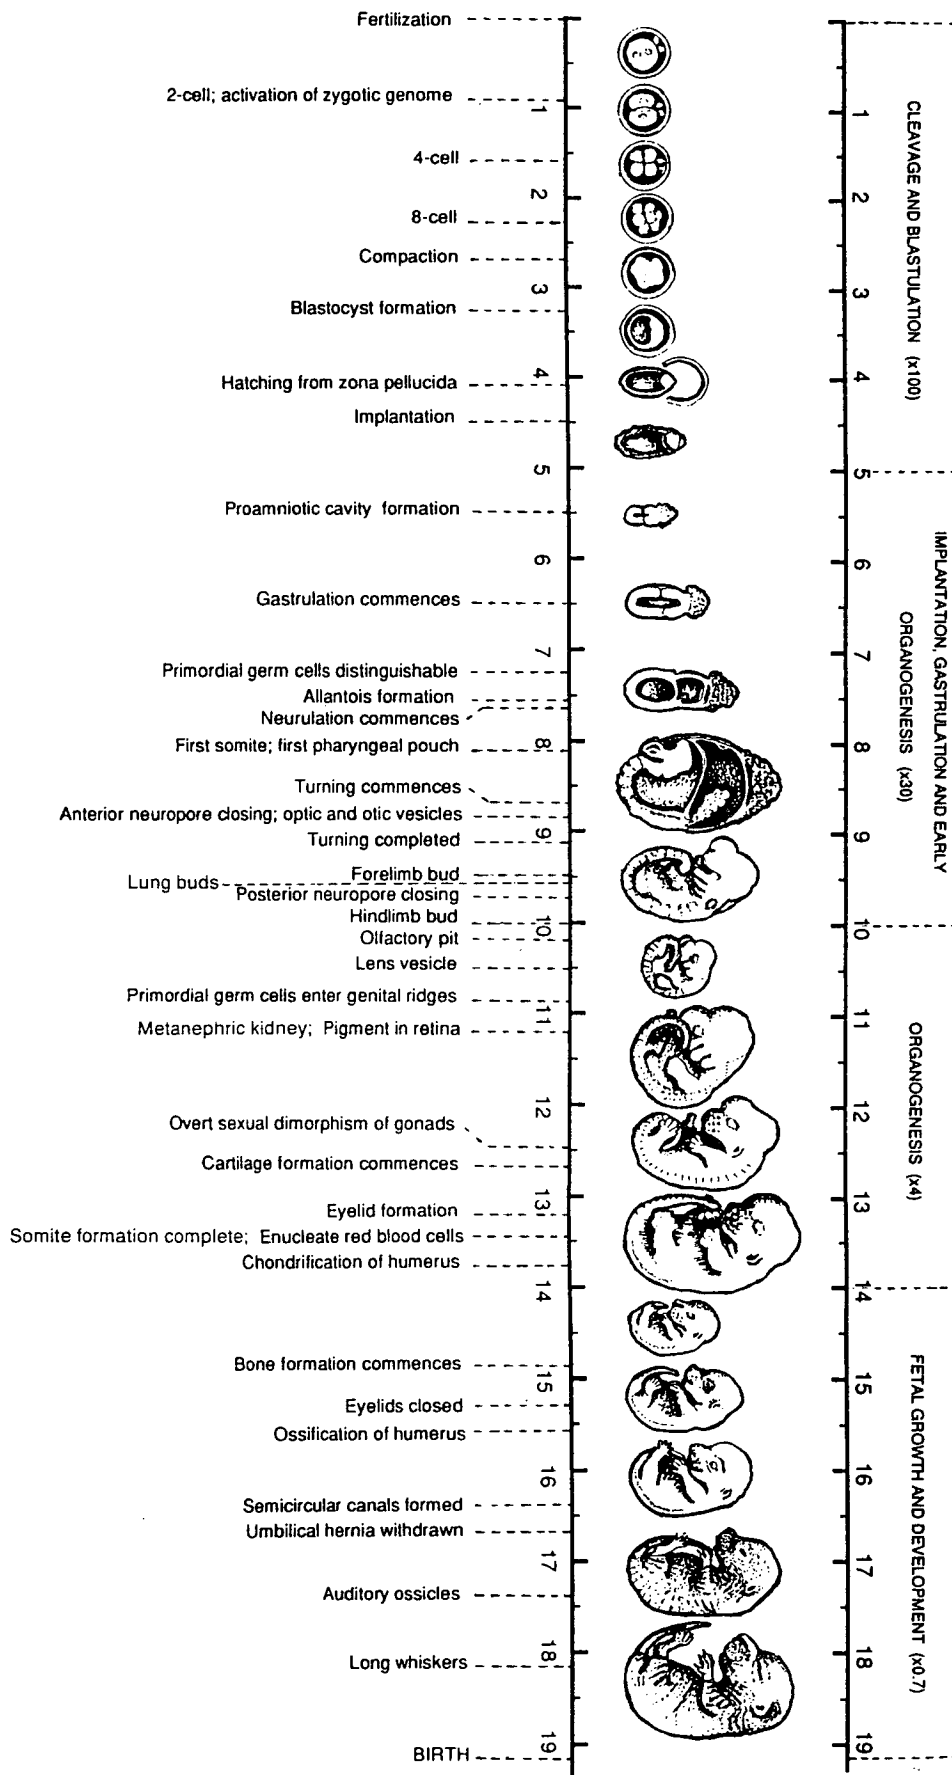 Fertilization
2-cell; activation of zygotic genome
4-cell
8-cell
Compaction
Blastocyst formation
Hatching from zona pellucida
Implantation
Proamniotic cavity formation
Gastrulation commences
Primordial germ cells distinguishable
Allantois formation
Neurulation commences
First somite; first pharyngeal pouch
Turning commences
Anterior neuropore closing; optic and otic vesicles
Turning completed
Forelimb bud
Lung buds
Posterior neuropore closing
Hindlimb bud
Olfactory pit
Lens vesicle
Primordial germ cells enter genital ridges
Metanephric kidney; Pigment in retina
Overt sexual dimorphism of gonads
Cartilage formation commences
Eyelid formation
Somite formation complete; Enucleate red blood cells
Chondrification of humerus
Bone formation commences
Eyelids closed
Ossification of humerus
Semicircular canals formed
Umbilical hernia withdrawn
Auditory ossicles
Long whiskers
BIRTH
1
2
3
4
5
6
7
8
9
10
11
12
13
14
15
16
17
18
19
1
2
3
4
5
6
7
8
9
10
11
12
13
14
15
16
17
18
19
CLEAVAGE AND BLASTULATION (x100)
IMPLANTATION, GASTRULATION AND EARLY
ORGANOGENESIS (x30)
ORGANOGENESIS (x4)
FETAL GROWTH AND DEVELOPMENT (x0.7)